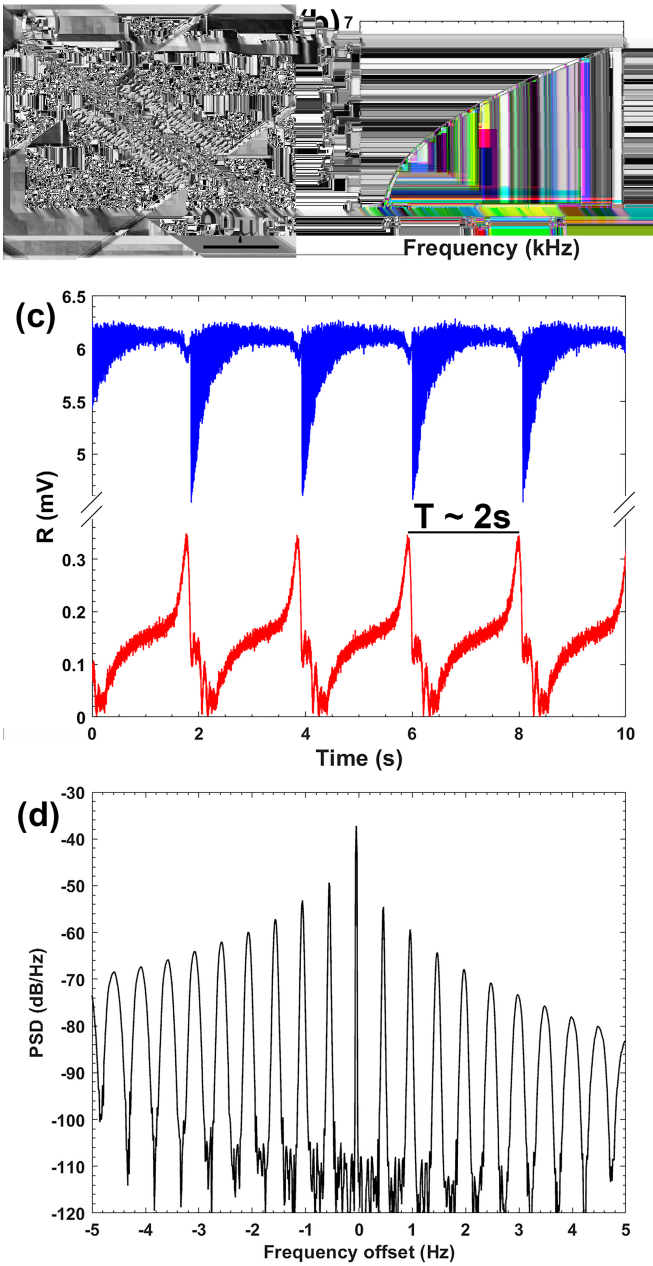 (b) 7
Frequency (kHz)
(c)
6.5
6
5.5
5
0.3
0.2
0.1
0
R (mV)
T ~ 2s
0 2 4 6 8 10
Time (s)
(d)
-30
-40
-50
-60
-70
-80
-90
-100
-110
-120
PSD (dB/Hz)
-5 -4 -3 -2 -1 0 1 2 3 4 5
Frequency offset (Hz)